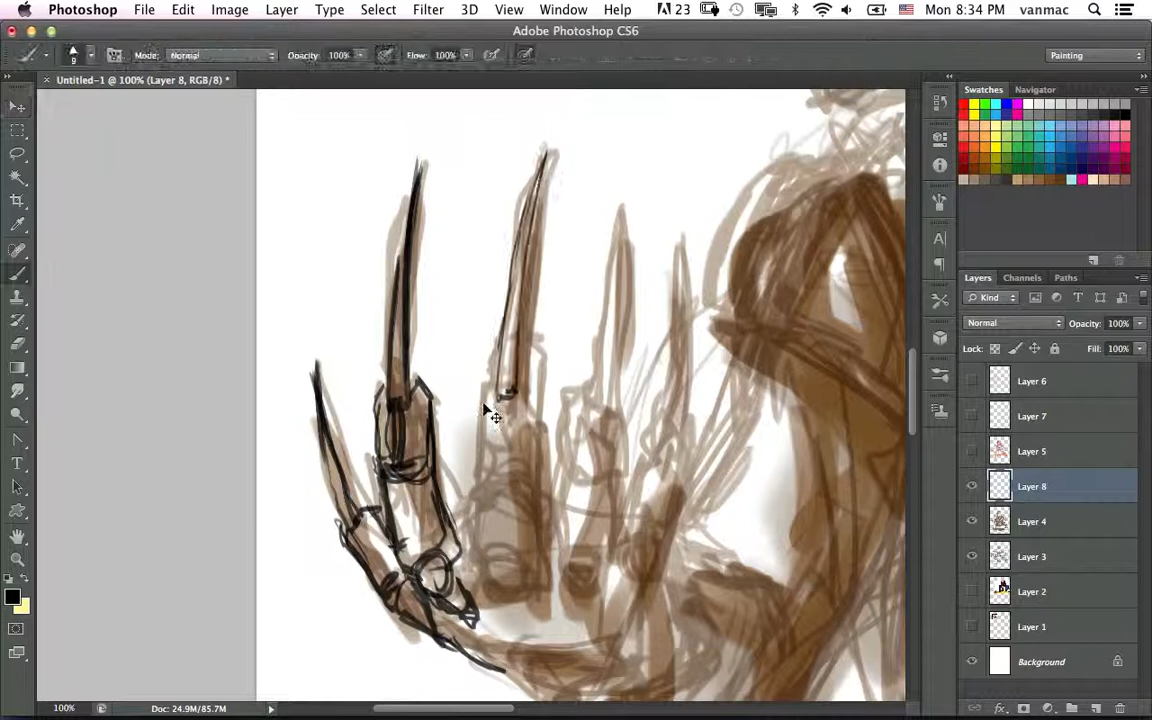 Photoshop File Edit Image Layer Type Select Filter 3D View Window Help 23 Mon 8:34 PM vanmac
Adobe Photoshop CS6
9 Mode: Normal Opacity: 100% Flow: 100% Painting
× Untitled-1 @ 100% (Layer 8, RGB/8) *
Swatches Navigator
Layers Channels Paths
Kind
Normal Opacity: 100%
Lock: Fill: 100%
Layer 6
Layer 7
Layer 5
Layer 8
Layer 4
Layer 3
Layer 2
Layer 1
Background
100% Doc: 24.9M/85.7M